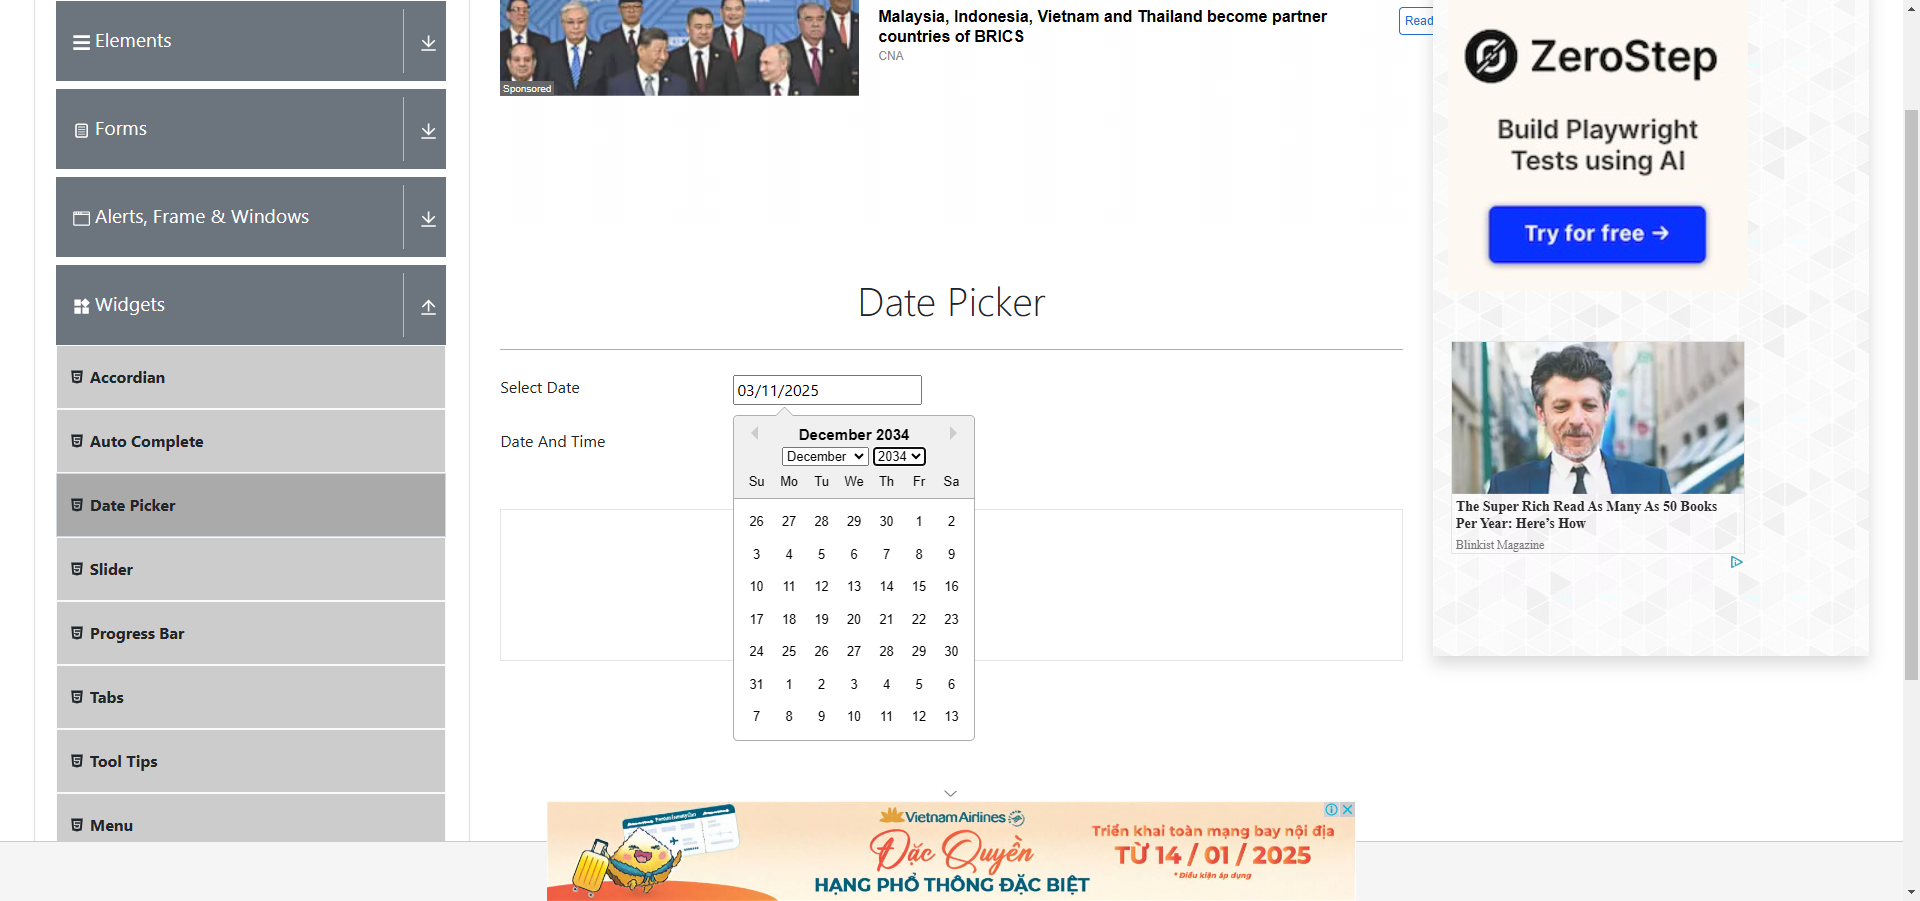 Elements
Forms
Alerts, Frame & Windows
Widgets
Accordian
Auto Complete
Date Picker
Slider
Progress Bar
Tabs
Tool Tips
Menu
Sponsored
Malaysia, Indonesia, Vietnam and Thailand become partner
countries of BRICS
CNA
Read
Date Picker
Select Date
03/11/2025
Date And Time
December 2034
December 2034
Su Mo Tu We Th Fr Sa
26 27 28 29 30 1 2
3 4 5 6 7 8 9
10 11 12 13 14 15 16
17 18 19 20 21 22 23
24 25 26 27 28 29 30
31 1 2 3 4 5 6
7 8 9 10 11 12 13
ZeroStep
Build Playwright
Tests using AI
Try for free →
The Super Rich Read As Many As 50 Books
Per Year: Here's How
Blinkist Magazine
Vietnam Airlines
Đặc Quyền
HẠNG PHỔ THÔNG ĐẶC BIỆT
Triển khai toàn mạng bay nội địa
TỪ 14 / 01 / 2025
* Điều kiện áp dụng